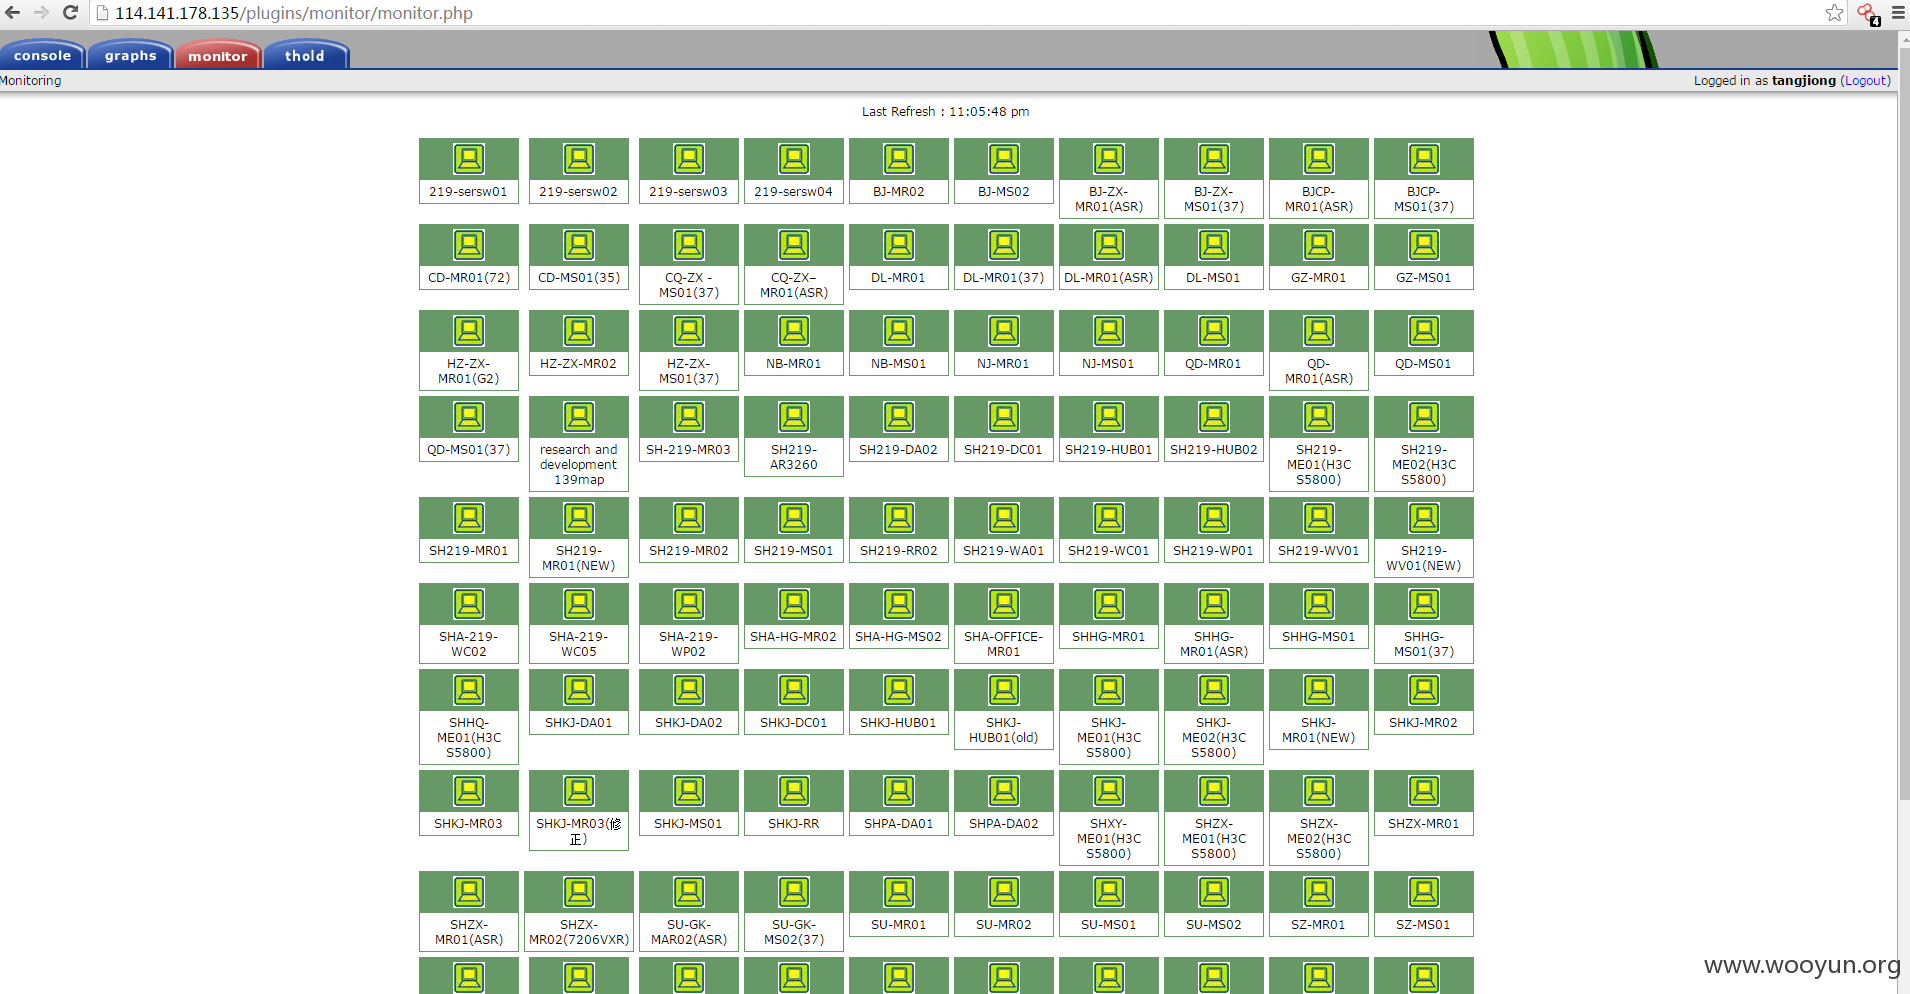 114.141.178.135/plugins/monitor/monitor.php
4
console graphs monitor thold
Monitoring
Logged in as tangjiong (Logout)
Last Refresh : 11:05:48 pm
219-sersw01 219-sersw02 219-sersw03 219-sersw04 BJ-MR02 BJ-MS02 BJ-ZX- BJ-ZX- BJCP- BJCP-
MR01(ASR) MS01(37) MR01(ASR) MS01(37)
CD-MR01(72) CD-MS01(35) CQ-ZX - CQ-ZX– DL-MR01 DL-MR01(37) DL-MR01(ASR) DL-MS01 GZ-MR01 GZ-MS01
MS01(37) MR01(ASR)
HZ-ZX- HZ-ZX-MR02 HZ-ZX- NB-MR01 NB-MS01 NJ-MR01 NJ-MS01 QD-MR01 QD- QD-MS01
MR01(G2) MS01(37) MR01(ASR)
QD-MS01(37) research and SH-219-MR03 SH219- SH219-DA02 SH219-DC01 SH219-HUB01 SH219-HUB02 SH219- SH219-
development AR3260 ME01(H3C ME02(H3C
139map S5800) S5800)
SH219-MR01 SH219- SH219-MR02 SH219-MS01 SH219-RR02 SH219-WA01 SH219-WC01 SH219-WP01 SH219-WV01 SH219-
MR01(NEW) WV01(NEW)
SHA-219- SHA-219- SHA-219- SHA-HG-MR02 SHA-HG-MS02 SHA-OFFICE- SHHG-MR01 SHHG- SHHG-MS01 SHHG-
WC02 WC05 WP02 MR01 MR01(ASR) MS01(37)
SHHQ- SHKJ-DA01 SHKJ-DA02 SHKJ-DC01 SHKJ-HUB01 SHKJ- SHKJ- SHKJ- SHKJ- SHKJ-MR02
ME01(H3C HUB01(old) ME01(H3C ME02(H3C MR01(NEW)
S5800) S5800) S5800)
SHKJ-MR03 SHKJ-MR03(修 SHKJ-MS01 SHKJ-RR SHPA-DA01 SHPA-DA02 SHXY- SHZX- SHZX- SHZX-MR01
正) ME01(H3C ME01(H3C ME02(H3C
S5800) S5800) S5800)
SHZX- SHZX- SU-GK- SU-GK- SU-MR01 SU-MR02 SU-MS01 SU-MS02 SZ-MR01 SZ-MS01
MR01(ASR) MR02(7206VXR) MAR02(ASR) MS02(37)
www.wooyun.org